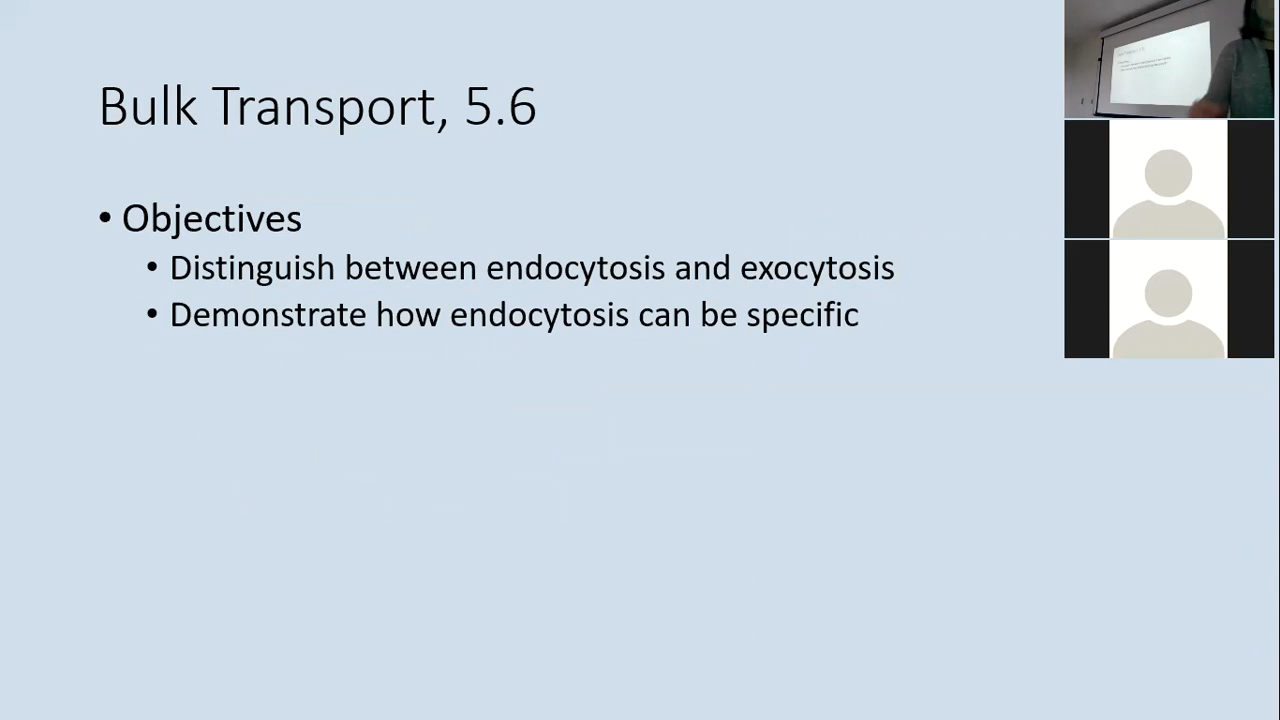 Bulk Transport, 5.6
• Objectives
• Distinguish between endocytosis and exocytosis
• Demonstrate how endocytosis can be specific